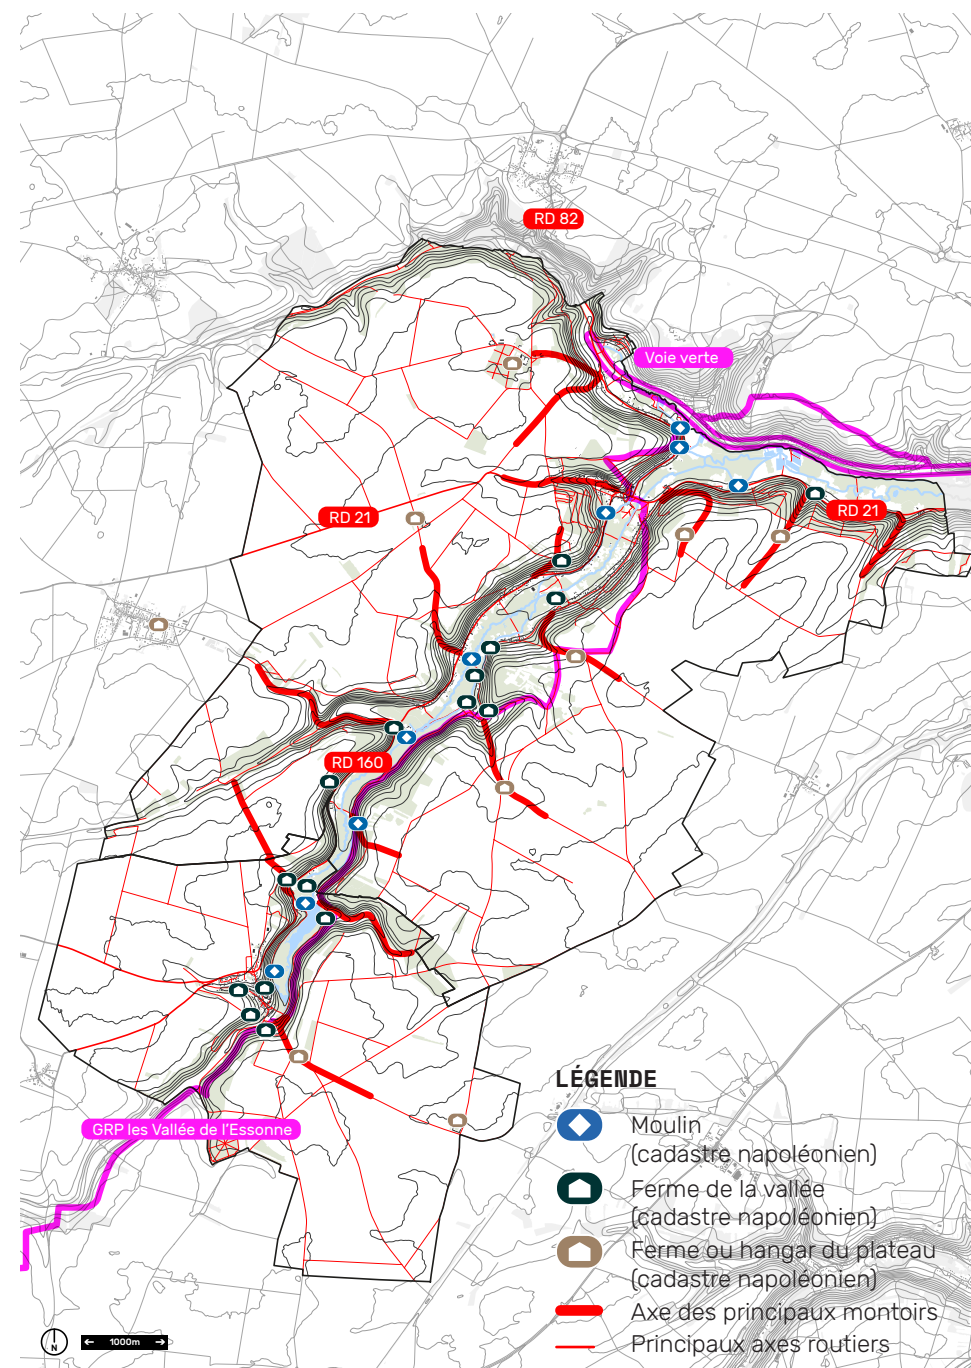 RD 82
Voie verte
RD 21
RD 21
RD 160
GRP les Vallée de l'Essonne
LÉGENDE
Moulin
(cadastre napoléonien)
Ferme de la vallée
(cadastre napoléonien)
Ferme ou hangar du plateau
(cadastre napoléonien)
Axe des principaux montoirs
Principaux axes routiers
N
1000m